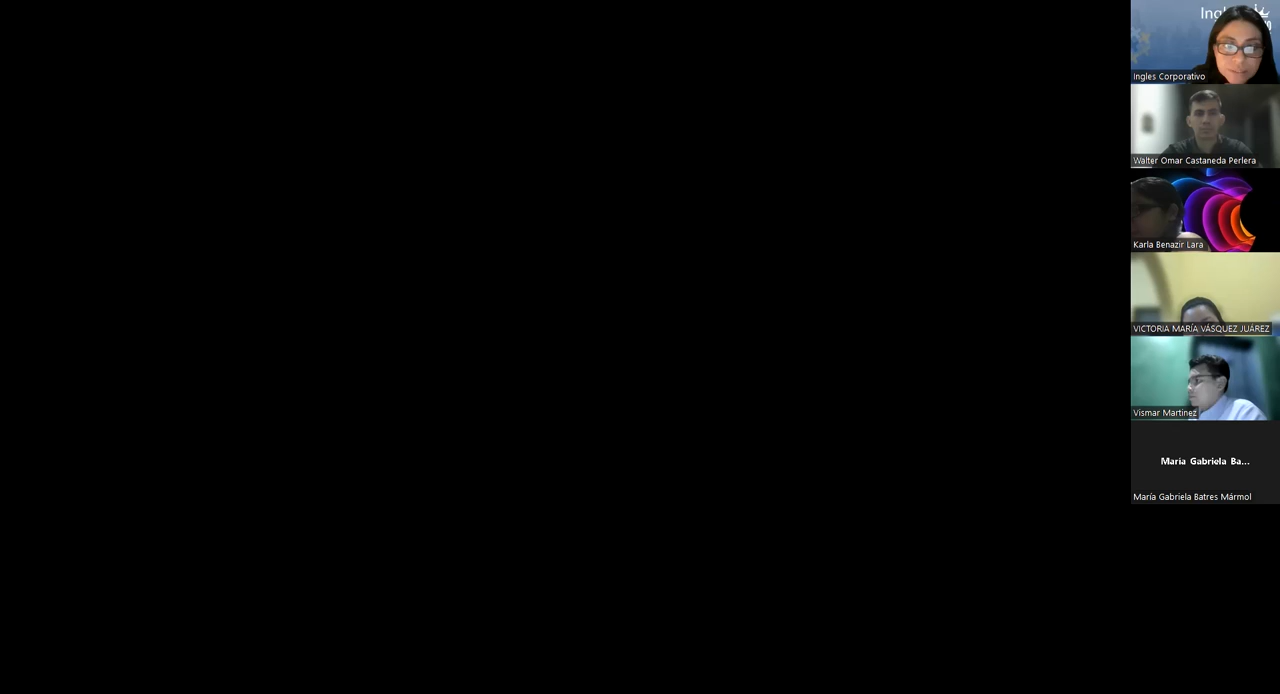 Ingles Corporativo
Walter Omar Castaneda Perlera
Karla Benazir Lara
VICTORIA MARÍA VÁSQUEZ JUÁREZ
Vismar Martinez
Maria Gabriela Ba...
María Gabriela Batres Mármol